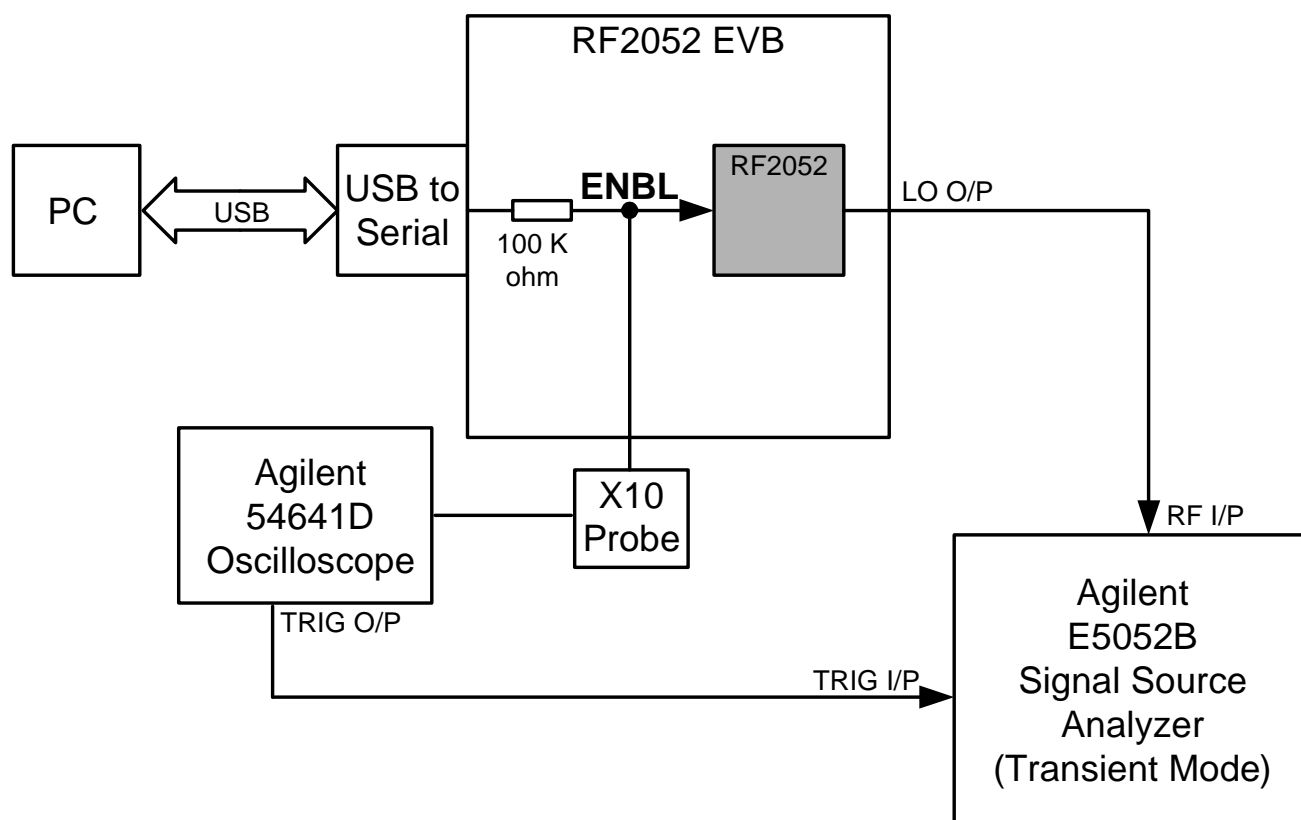 RF2052 EVB
PC
USB
USB to
Serial
100 K
ohm
ENBL
RF2052
LO O/P
Agilent
54641D
Oscilloscope
X10
Probe
TRIG O/P
TRIG I/P
RF I/P
Agilent
E5052B
Signal Source
Analyzer
(Transient Mode)